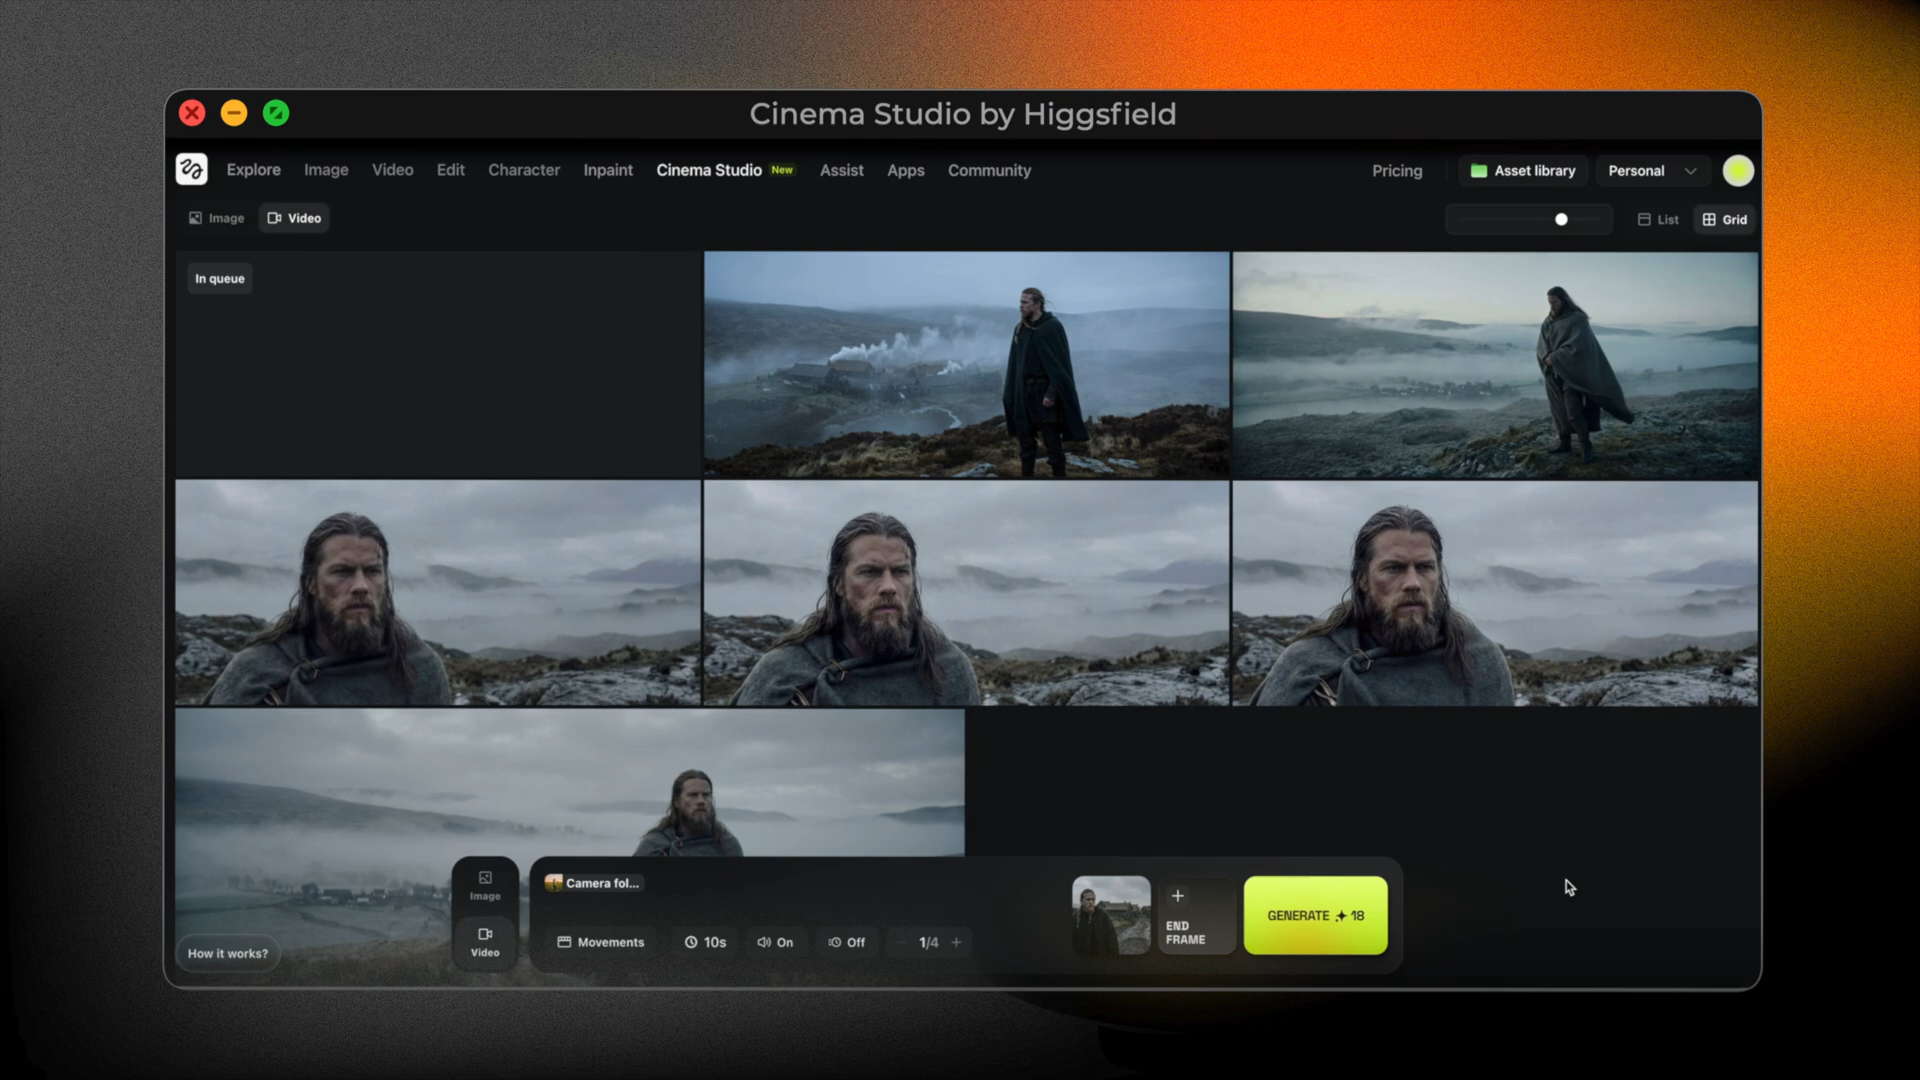 Cinema Studio by Higgsfield
Explore Image Video Edit Character Inpaint Cinema Studio New Assist Apps Community Pricing Asset library Personal
Image Video List Grid
In queue
Camera fol...
Image
Video
Movements 10s On Off 1/4 +
+
END
FRAME
GENERATE 18
How it works?